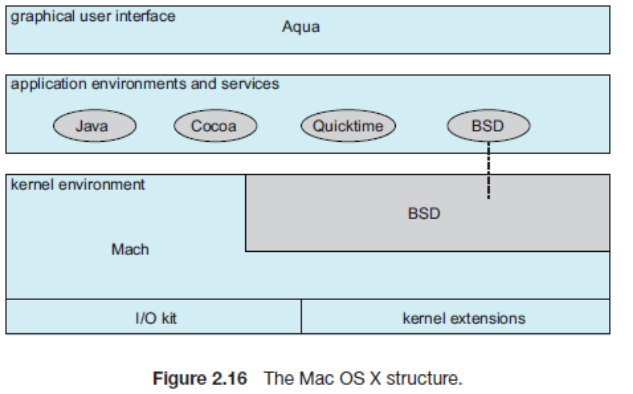 graphical user interface
Aqua
application environments and services
Java
Cocoa
Quicktime
BSD
kernel environment
BSD
Mach
I/O kit
kernel extensions
Figure 2.16 The Mac OS X structure.